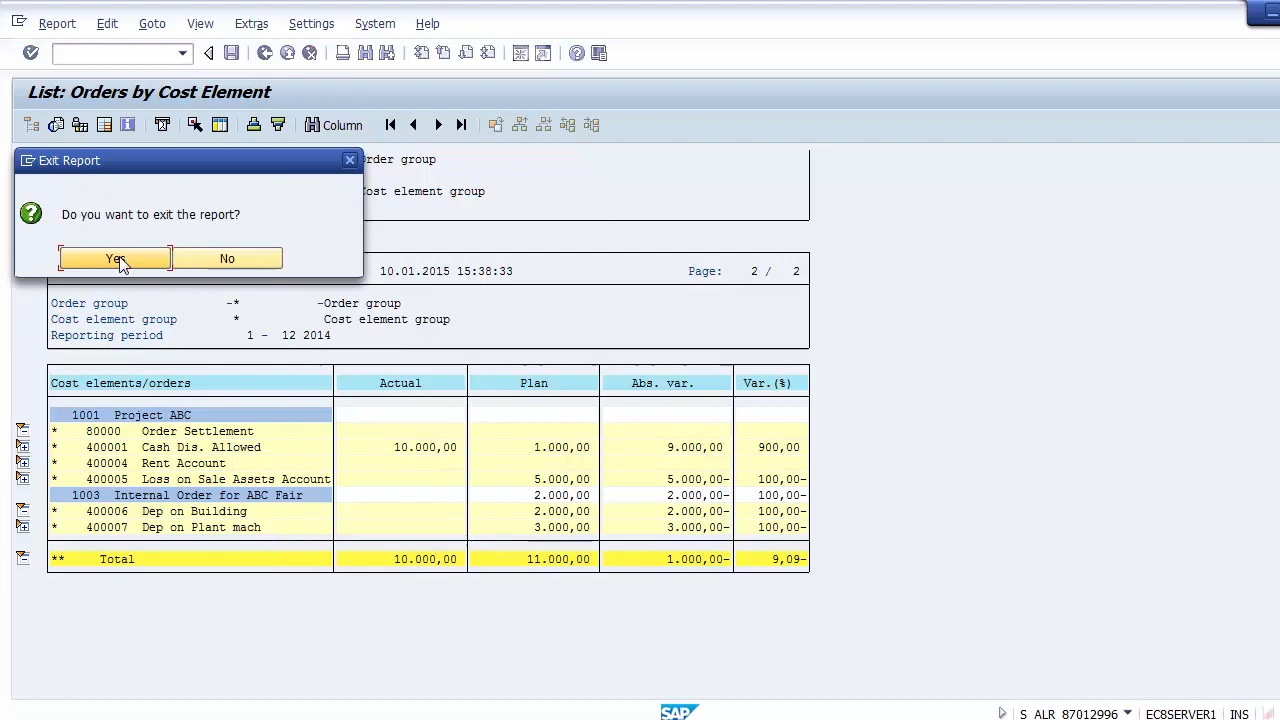 Report Edit Goto View Extras Settings System Help
List: Orders by Cost Element
Column
Exit Report
Do you want to exit the report?
Yes No
Order group
Cost element group
10.01.2015 15:38:33 Page: 2 / 2
Order group -* -Order group
Cost element group * Cost element group
Reporting period 1 - 12 2014
Cost elements/orders Actual Plan Abs. var. Var.(%)
1001 Project ABC
* 80000 Order Settlement
* 400001 Cash Dis. Allowed 10.000,00 1.000,00 9.000,00 900,00
* 400004 Rent Account
* 400005 Loss on Sale Assets Account 5.000,00 5.000,00- 100,00-
1003 Internal Order for ABC Fair 2.000,00 2.000,00- 100,00-
* 400006 Dep on Building 2.000,00 2.000,00- 100,00-
* 400007 Dep on Plant mach 3.000,00 3.000,00- 100,00-
** Total 10.000,00 11.000,00 1.000,00- 9,09-
SAP S_ALR_87012996 EC8SERVER1 INS